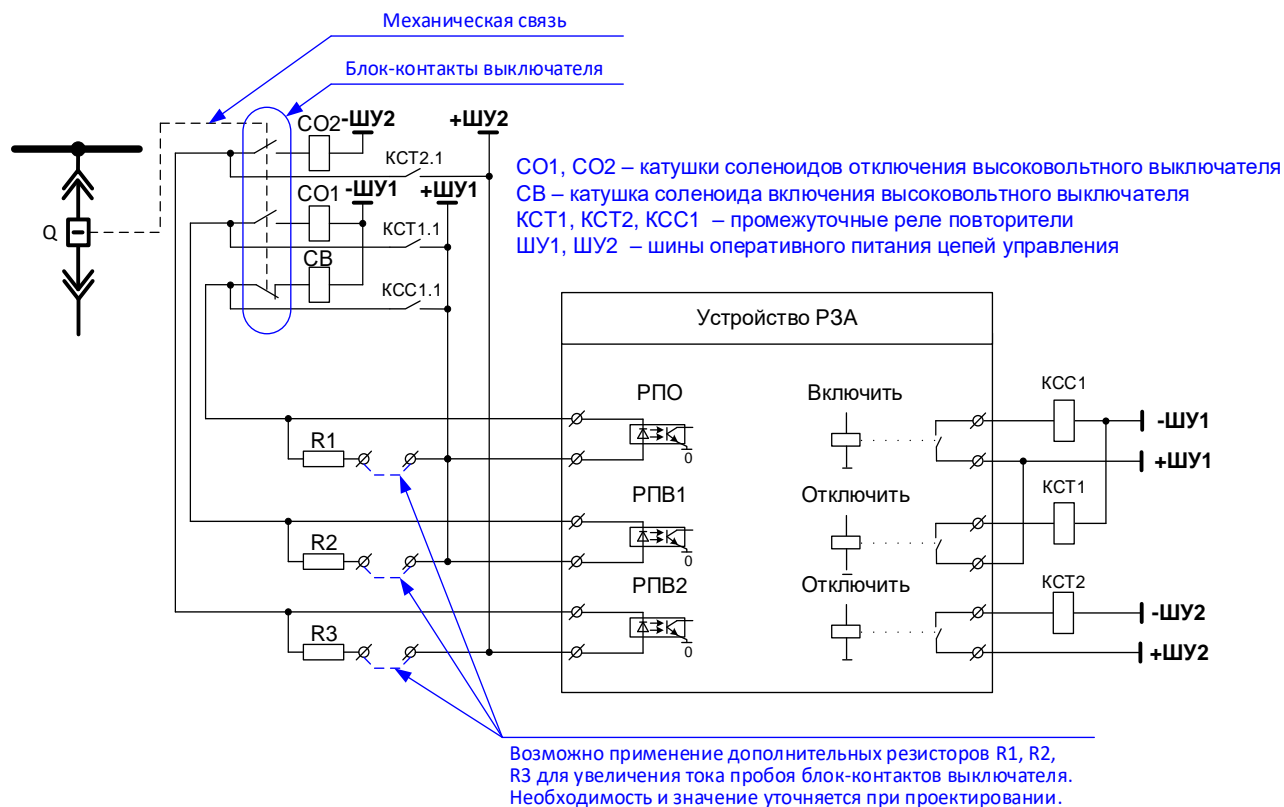 Механическая связь
Блок-контакты выключателя
СО2
-ШУ2
+ШУ2
КСТ2.1
СО1
-ШУ1
+ШУ1
КСТ1.1
СВ
КСС1.1
Q
СО1, СО2 – катушки соленоидов отключения высоковольтного выключателя
СВ – катушка соленоида включения высоковольтного выключателя
КСТ1, КСТ2, КСС1 – промежуточные реле повторители
ШУ1, ШУ2 – шины оперативного питания цепей управления
Устройство РЗА
РПО
Включить
КСС1
-ШУ1
R1
0
+ШУ1
РПВ1
Отключить
КСТ1
R2
0
РПВ2
Отключить
КСТ2
-ШУ2
R3
0
+ШУ2
Возможно применение дополнительных резисторов R1, R2,
R3 для увеличения тока пробоя блок-контактов выключателя.
Необходимость и значение уточняется при проектировании.